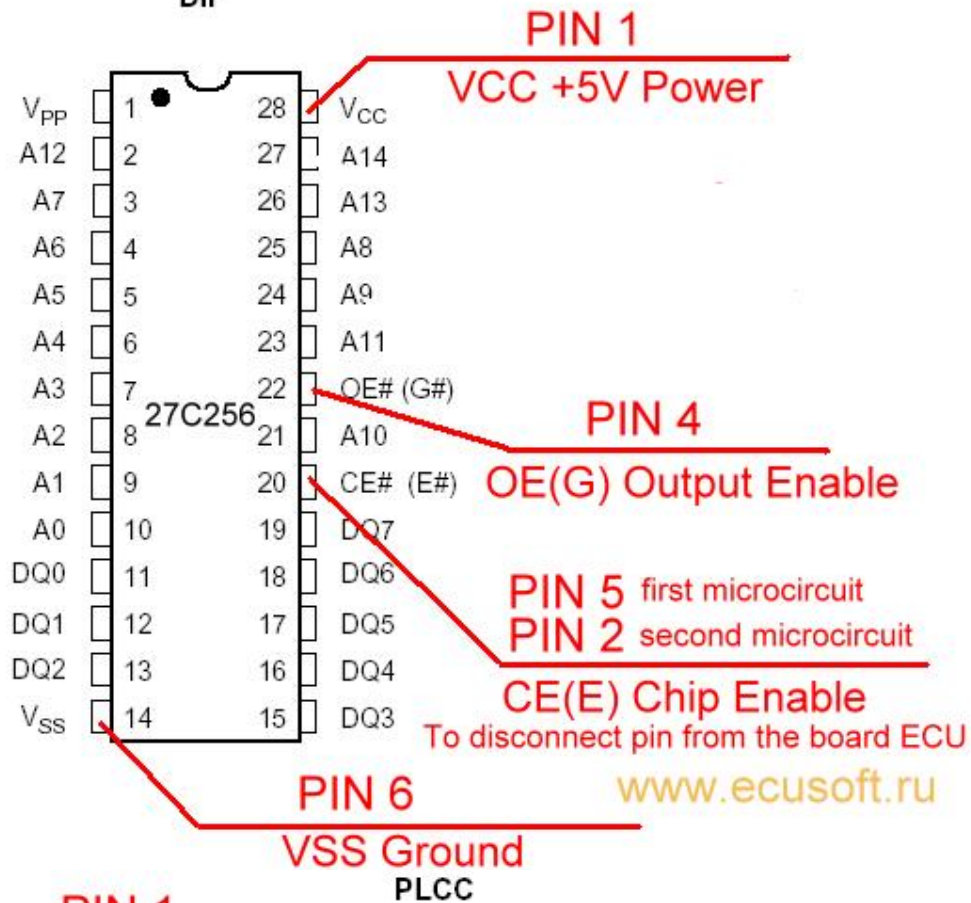 DIP
PIN 1
VCC +5V Power
VPP 1 28 VCC
A12 2 27 A14
A7 3 26 A13
A6 4 25 A8
A5 5 24 A9
A4 6 23 A11
A3 7 22 OE# (G#)
27C256
PIN 4
A2 8 21 A10
A1 9 20 CE# (E#)
OE(G) Output Enable
A0 10 19 DQ7
DQ0 11 18 DQ6
PIN 5 first microcircuit
DQ1 12 17 DQ5
PIN 2 second microcircuit
DQ2 13 16 DQ4
CE(E) Chip Enable
VSS 14 15 DQ3
To disconnect pin from the board ECU
PIN 6
www.ecusoft.ru
VSS Ground
PLCC
PIN 1